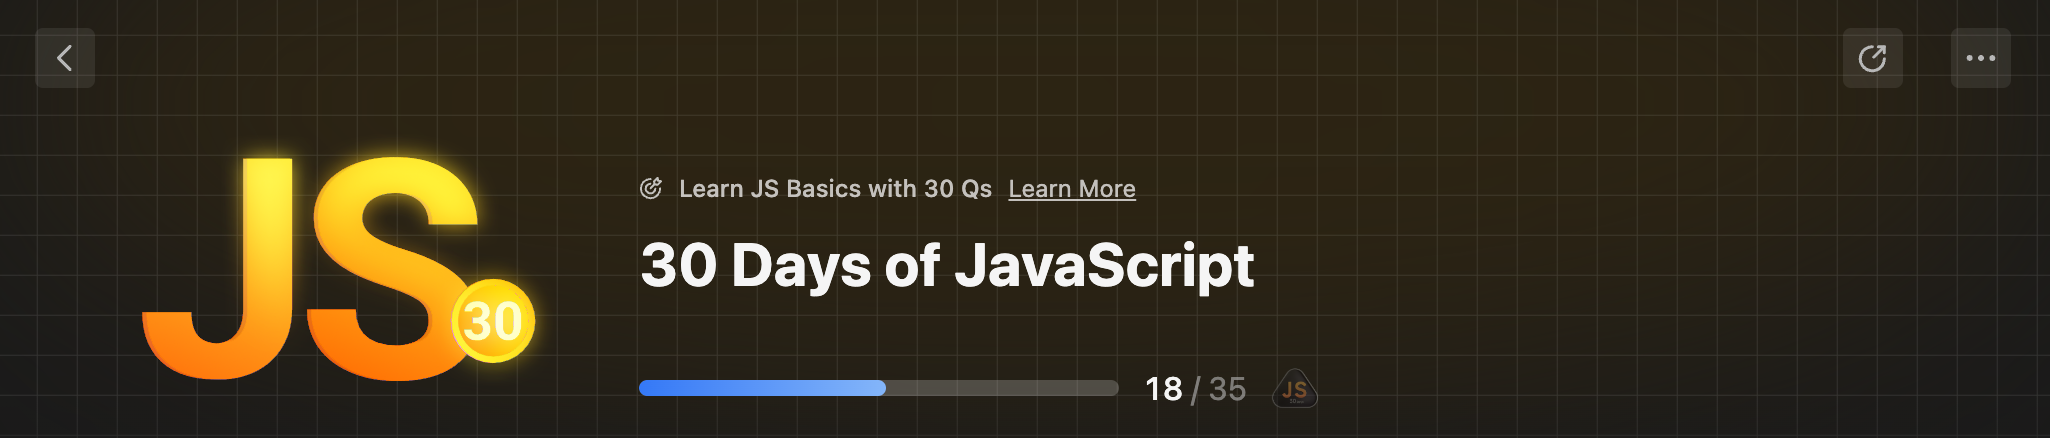 JS
30
Learn JS Basics with 30 Qs Learn More
30 Days of JavaScript
18 / 35
JS